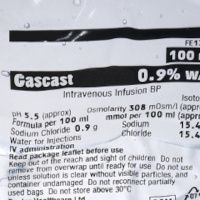 FE1
100
Gascast 0.9% w/
Intravenous Infusion BP
Isoto
pH 5.5 (approx) Osmolarity 308 mOsm/l (approx)
Formula per 100 ml mmol per 100 ml (approx)
Sodium Chloride 0.9 g Sodium 15.4
Water for Injections Chloride 15.4
IV administration
Read package leaflet before use
Keep out of the reach and sight of children Do not
remove from overwrap until ready for use Do not use
unless solution is clear without visible particles, and
container undamaged Do not reconnect partially
used bags Do not store above 30°C